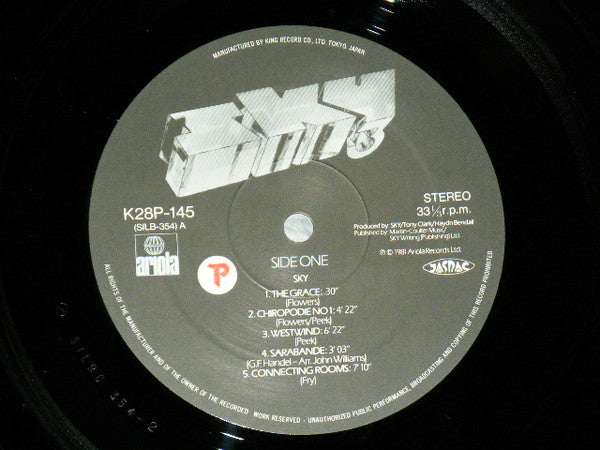 MANUFACTURED BY KING RECORD CO., LTD. TOKYO, JAPAN
SKY 3
K28P-145
(SILB-354) A
STEREO
33⅓ r.p.m.
Produced by: SKY/Tony Clark/Haydn Bendall
Published by: Martin-Coulter Music/
SKY Writing (Publishing) Ltd.
℗ © 1981 Ariola Records Ltd.
ariola
TP
JASRAC
SIDE ONE
SKY
1. THE GRACE: .30"
(Flowers)
2. CHIROPODIE NO 1: 4' 22"
(Flowers/Peek)
3. WESTWIND: 6' 22"
(Peek)
4. SARABANDE: 3' 03"
(G.F. Handel – Arr. John Williams)
5. CONNECTING ROOMS: 7' 10"
(Fry)
ALL RIGHTS OF THE MANUFACTURER AND OF THE OWNER OF THE RECORDED WORK RESERVED - UNAUTHORIZED PUBLIC PERFORMANCE, BROADCASTING AND COPYING OF THIS RECORD PROHIBITED